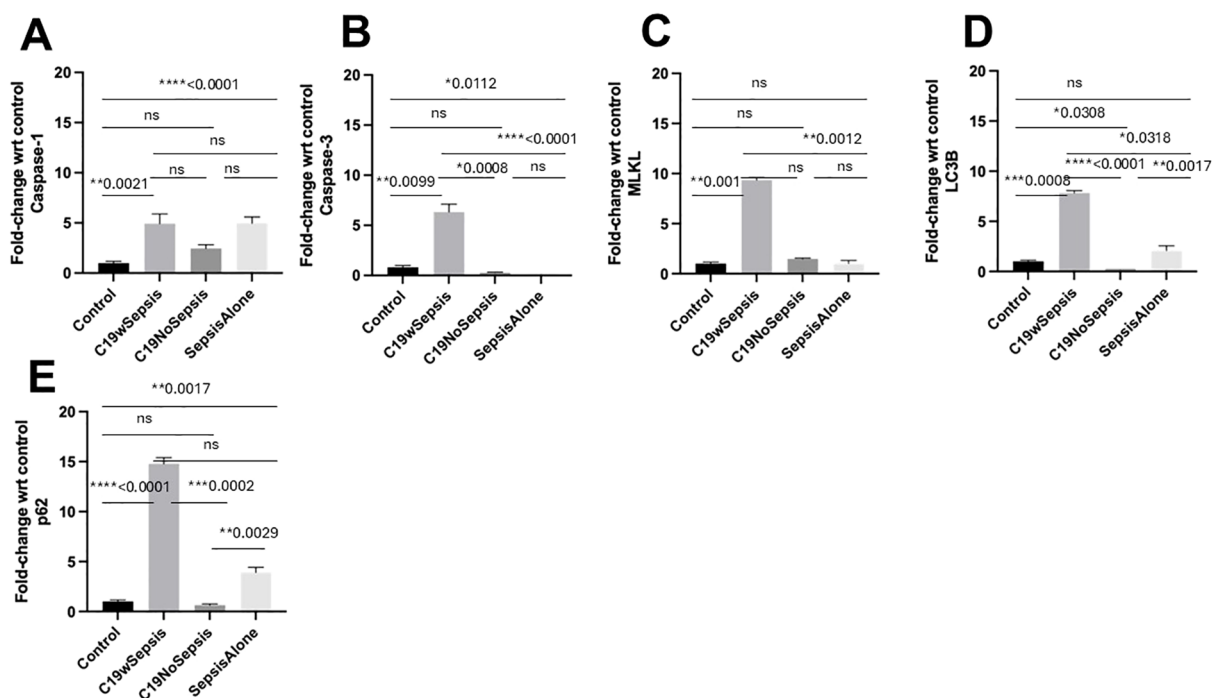 A
Fold-change wrt control
Caspase-1
20
15
10
5
0
****<0.0001
ns
ns
ns
ns
**0.0021
Control
C19wSepsis
C19NoSepsis
SepsisAlone
B
Fold-change wrt control
Caspase-3
20
15
10
5
0
*0.0112
ns
****<0.0001
*0.0008
ns
**0.0099
Control
C19wSepsis
C19NoSepsis
SepsisAlone
C
Fold-change wrt control
MLKL
20
15
10
5
0
ns
ns
**0.0012
ns
ns
**0.001
Control
C19wSepsis
C19NoSepsis
SepsisAlone
D
Fold-change wrt control
LC3B
20
15
10
5
0
ns
*0.0308
*0.0318
****<0.0001
**0.0017
***0.0008
Control
C19wSepsis
C19NoSepsis
SepsisAlone
E
Fold-change wrt control
p62
20
15
10
5
0
**0.0017
ns
ns
****<0.0001
***0.0002
**0.0029
Control
C19wSepsis
C19NoSepsis
SepsisAlone